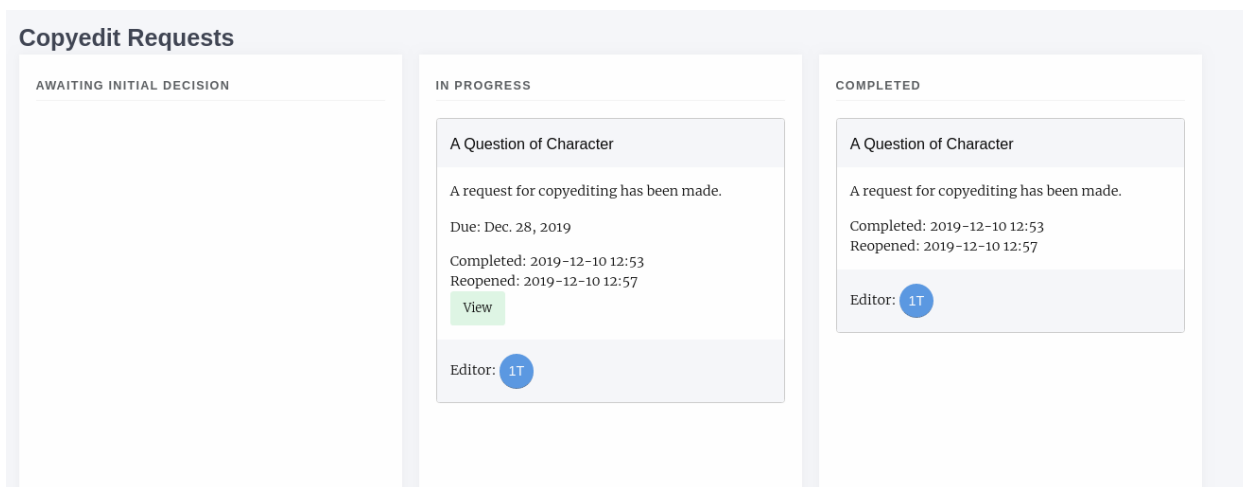 Copyedit Requests
AWAITING INITIAL DECISION
IN PROGRESS
A Question of Character
A request for copyediting has been made.
Due: Dec. 28, 2019
Completed: 2019-12-10 12:53
Reopened: 2019-12-10 12:57
View
Editor: 1T
COMPLETED
A Question of Character
A request for copyediting has been made.
Completed: 2019-12-10 12:53
Reopened: 2019-12-10 12:57
Editor: 1T